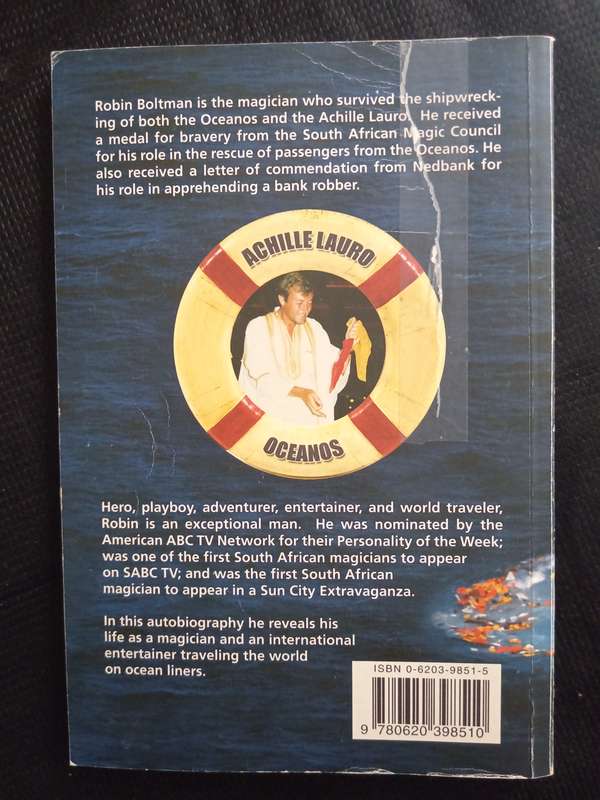 Robin Boltman is the magician who survived the shipwreck-
ing of both the Oceanos and the Achille Lauro. He received
a medal for bravery from the South African Magic Council
for his role in the rescue of passengers from the Oceanos. He
also received a letter of commendation from Nedbank for
his role in apprehending a bank robber.
ACHILLE LAURO
OCEANOS
Hero, playboy, adventurer, entertainer, and world traveler,
Robin is an exceptional man. He was nominated by the
American ABC TV Network for their Personality of the Week;
was one of the first South African magicians to appear
on SABC TV; and was the first South African
magician to appear in a Sun City Extravaganza.
In this autobiography he reveals his
life as a magician and an international
entertainer traveling the world
on ocean liners.
ISBN 0-6203-9851-5
9 780620 398510